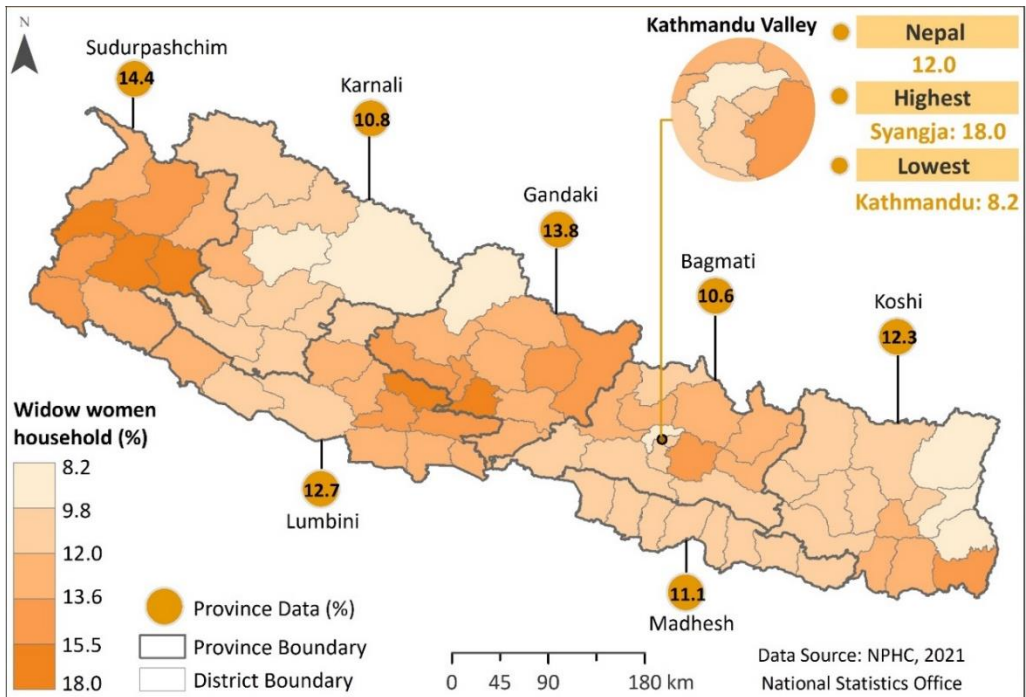 N
Sudurpashchim
14.4
Karnali
10.8
Gandaki
13.8
Kathmandu Valley
Nepal
12.0
Highest
Syangja: 18.0
Lowest
Kathmandu: 8.2
Bagmati
10.6
Koshi
12.3
Widow women
household (%)
8.2
9.8
12.0
13.6
15.5
18.0
12.7
Lumbini
11.1
Madhesh
Province Data (%)
Province Boundary
District Boundary
0 45 90 180 km
Data Source: NPHC, 2021
National Statistics Office